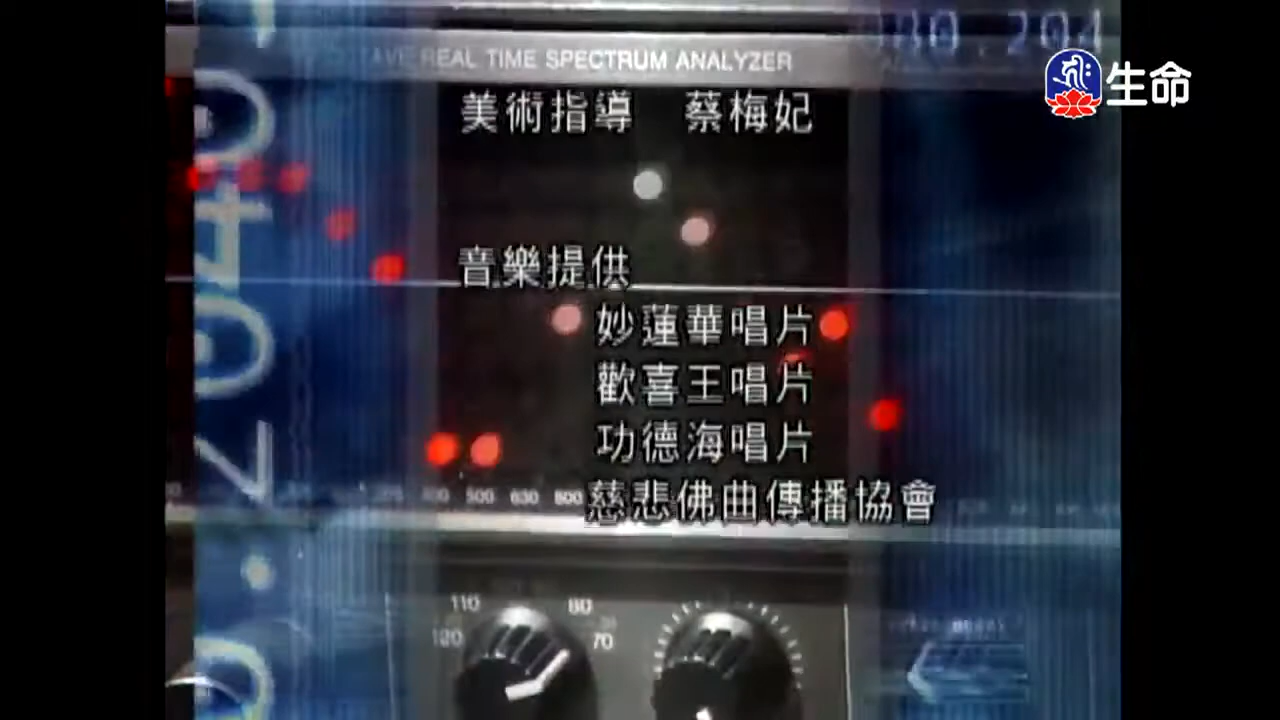 080.204
REAL TIME SPECTRUM ANALYZER
生命
美術指導 蔡梅妃
音樂提供
妙蓮華唱片
歡喜王唱片
功德海唱片
500 630 800
慈悲佛曲傳播協會
110 80
120 70